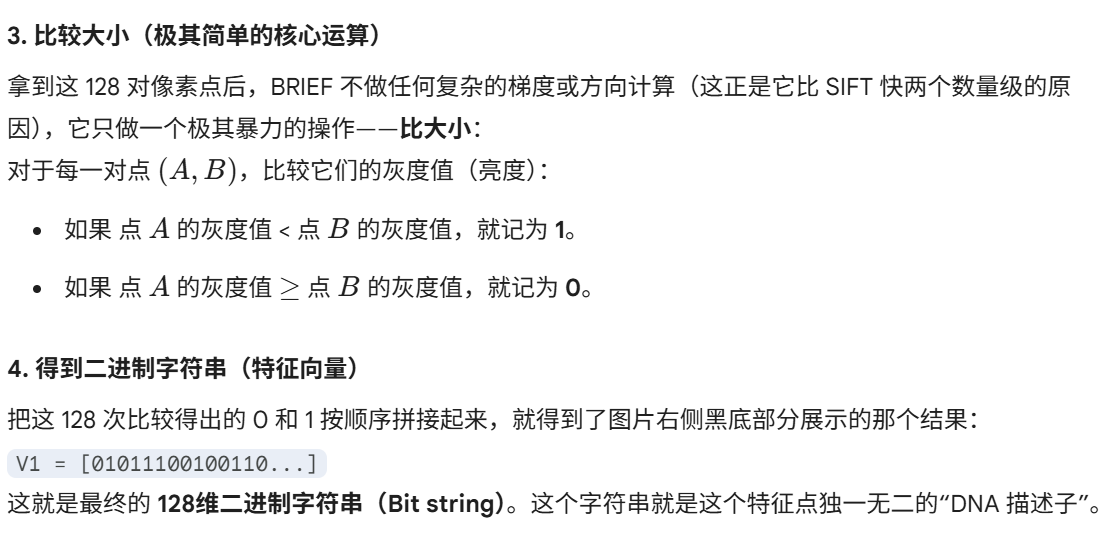 3. 比较大小（极其简单的核心运算）
拿到这 128 对像素点后，BRIEF 不做任何复杂的梯度或方向计算（这正是它比 SIFT 快两个数量级的原
因），它只做一个极其暴力的操作——比大小：
对于每一对点 (A, B)，比较它们的灰度值（亮度）：
• 如果 点 A 的灰度值 < 点 B 的灰度值，就记为 1。
• 如果 点 A 的灰度值 ≥ 点 B 的灰度值，就记为 0。
4. 得到二进制字符串（特征向量）
把这 128 次比较得出的 0 和 1 按顺序拼接起来，就得到了图片右侧黑底部分展示的那个结果：
V1 = [01011100100110...]
这就是最终的 128维二进制字符串（Bit string）。这个字符串就是这个特征点独一无二的“DNA 描述子”。